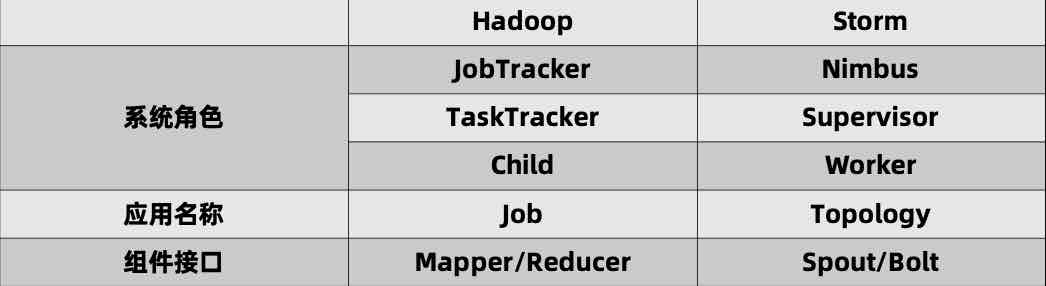 Hadoop Storm
JobTracker Nimbus
系统角色 TaskTracker Supervisor
Child Worker
应用名称 Job Topology
组件接口 Mapper/Reducer Spout/Bolt